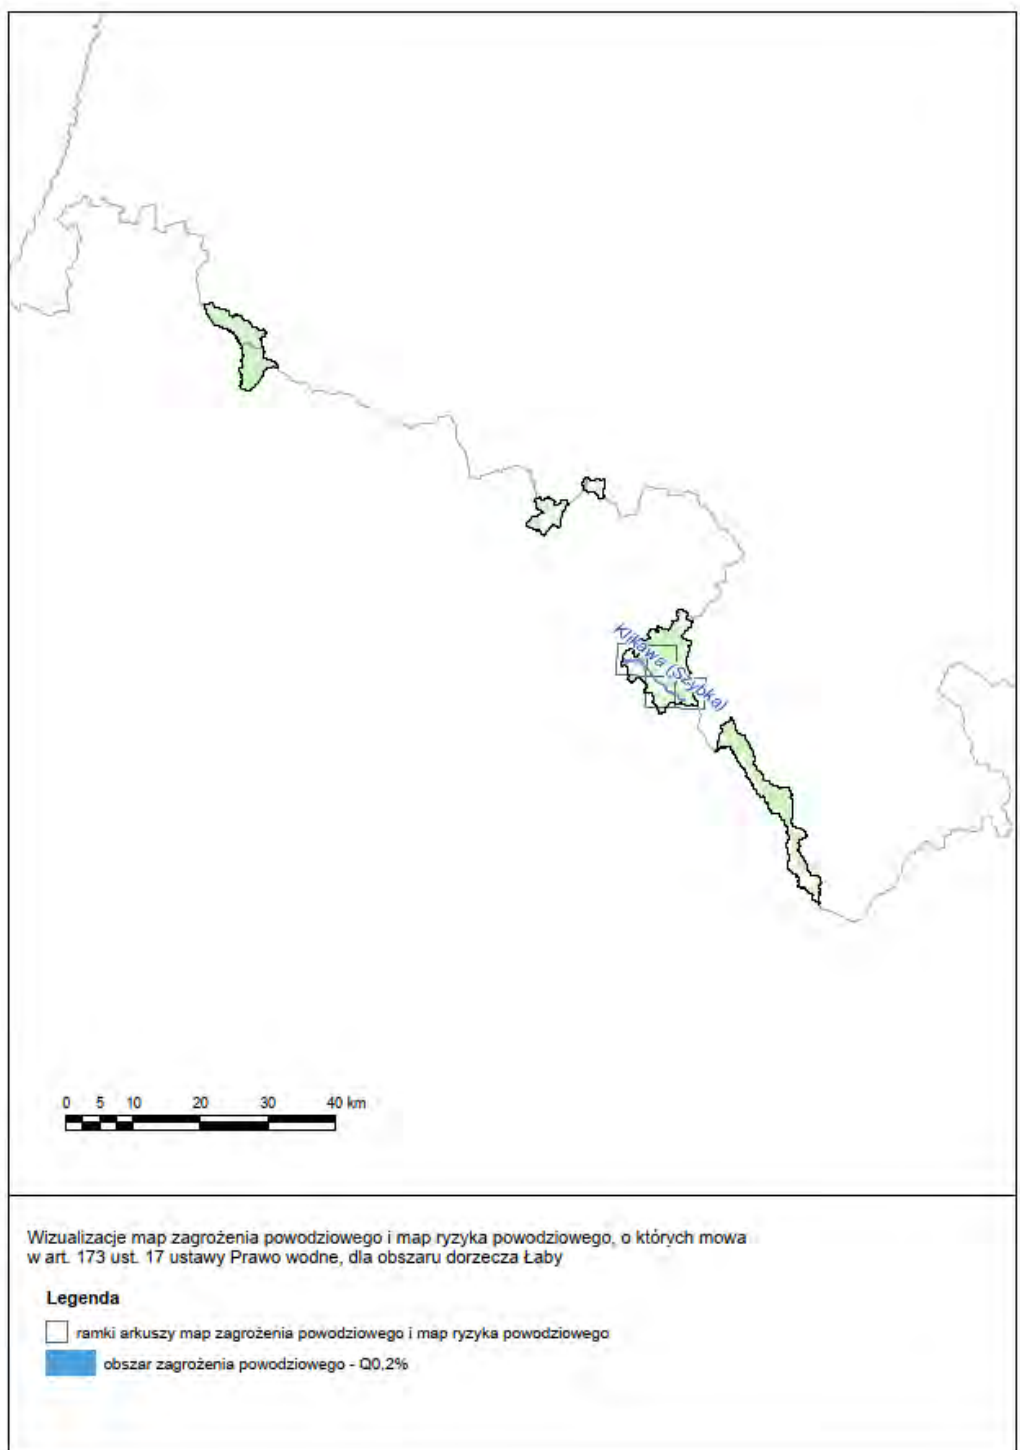 Klikawa (Szybka)
0 5 10 20 30 40 km
Wizualizacje map zagrożenia powodziowego i map ryzyka powodziowego, o których mowa
w art. 173 ust. 17 ustawy Prawo wodne, dla obszaru dorzecza Łaby
Legenda
ramki arkuszy map zagrożenia powodziowego i map ryzyka powodziowego
obszar zagrożenia powodziowego - Q0,2%